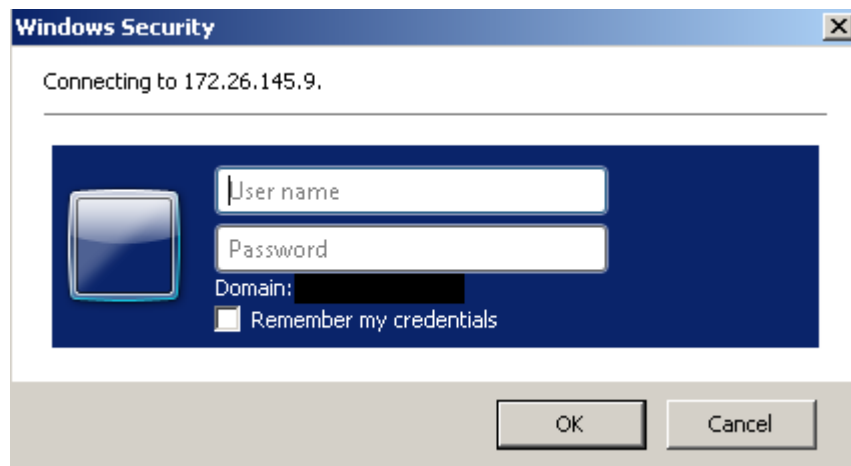 Windows Security
Connecting to 172.26.145.9.
User name
Password
Domain:
Remember my credentials
OK
Cancel